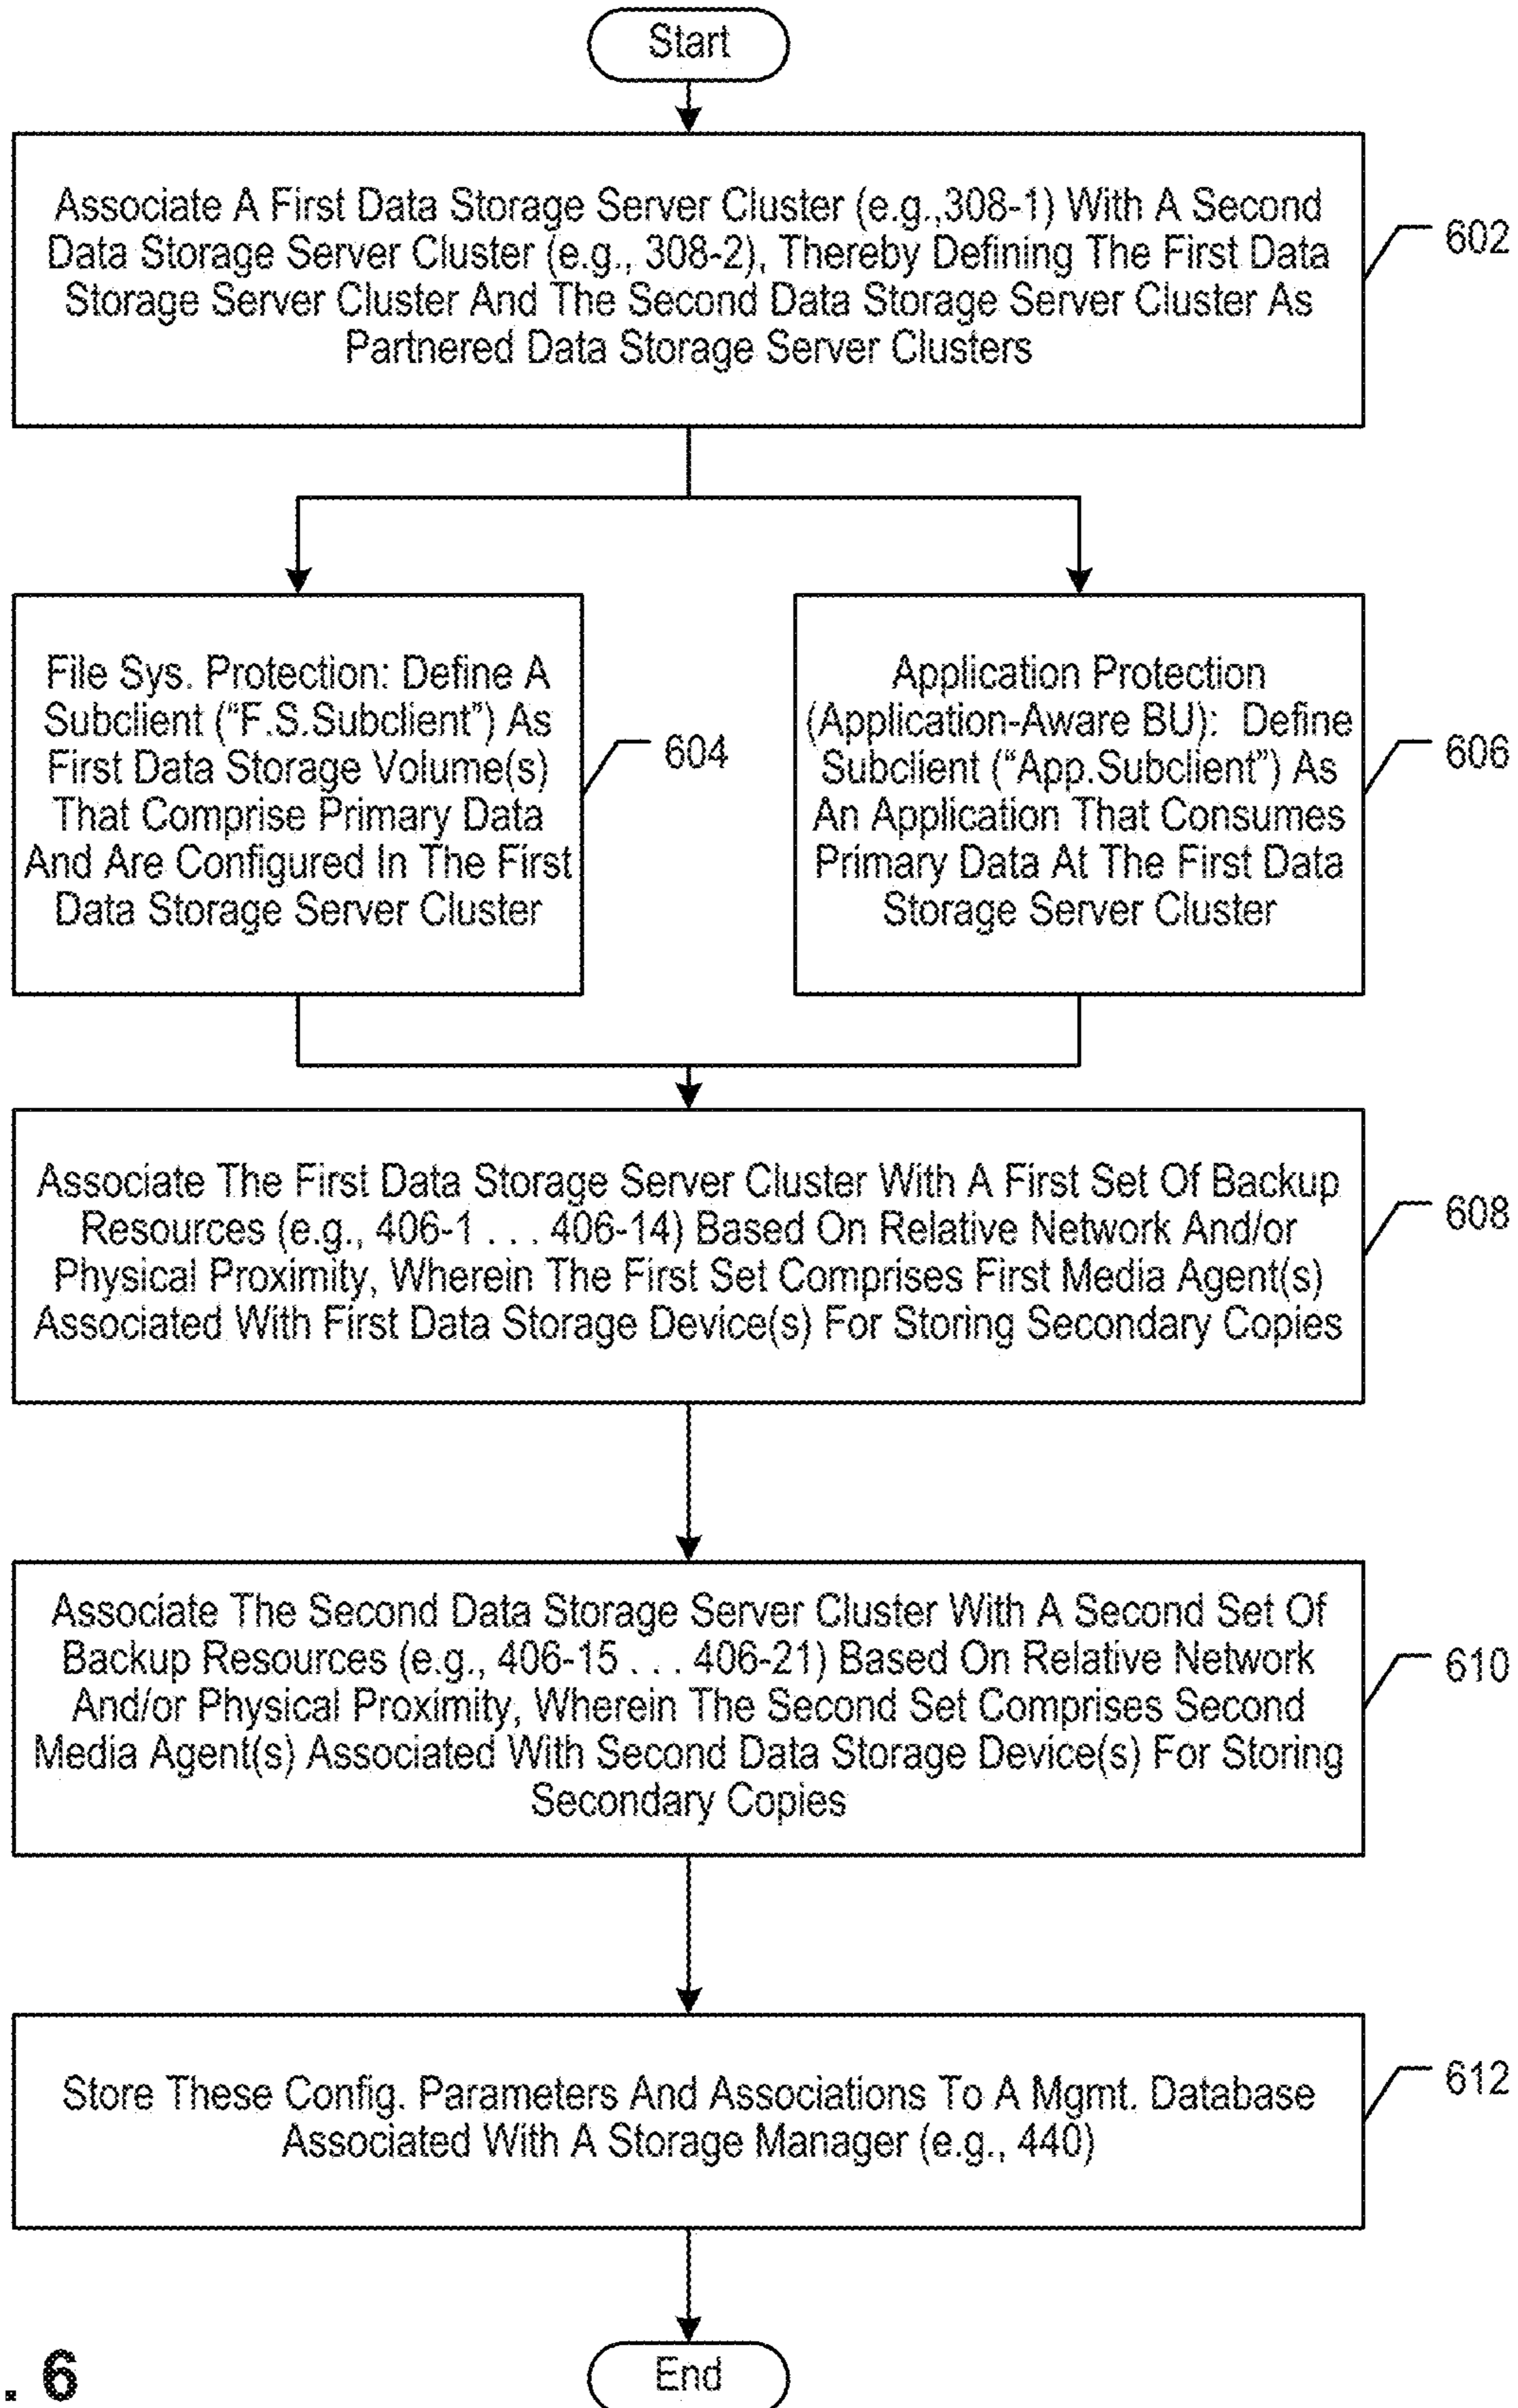 Start
Associate A First Data Storage Server Cluster (e.g.,308-1) With A Second
Data Storage Server Cluster (e.g., 308-2), Thereby Defining The First Data
Storage Server Cluster And The Second Data Storage Server Cluster As
Partnered Data Storage Server Clusters
602
File Sys. Protection: Define A
Subclient (“F.S.Subclient”) As
First Data Storage Volume(s)
That Comprise Primary Data
And Are Configured In The First
Data Storage Server Cluster
604
Application Protection
(Application-Aware BU): Define
Subclient (“App.Subclient”) As
An Application That Consumes
Primary Data At The First Data
Storage Server Cluster
606
Associate The First Data Storage Server Cluster With A First Set Of Backup
Resources (e.g., 406-1 . . . 406-14) Based On Relative Network And/or
Physical Proximity, Wherein The First Set Comprises First Media Agent(s)
Associated With First Data Storage Device(s) For Storing Secondary Copies
608
Associate The Second Data Storage Server Cluster With A Second Set Of
Backup Resources (e.g., 406-15 . . . 406-21) Based On Relative Network
And/or Physical Proximity, Wherein The Second Set Comprises Second
Media Agent(s) Associated With Second Data Storage Device(s) For Storing
Secondary Copies
610
Store These Config. Parameters And Associations To A Mgmt. Database
Associated With A Storage Manager (e.g., 440)
612
End
. 6